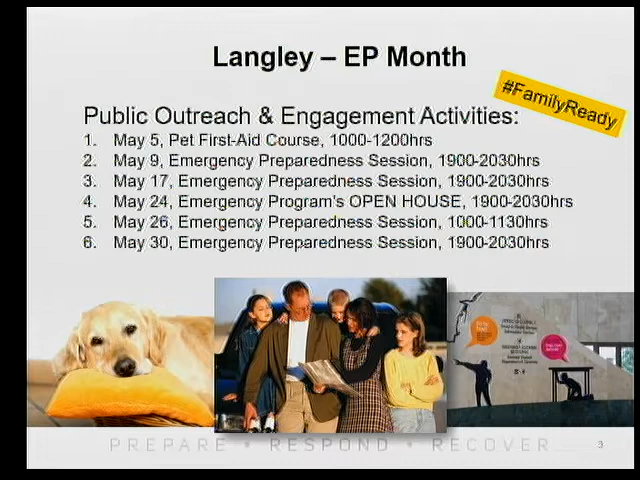 Langley – EP Month
#FamilyReady
Public Outreach & Engagement Activities:
1. May 5, Pet First-Aid Course, 1000-1200hrs
2. May 9, Emergency Preparedness Session, 1900-2030hrs
3. May 17, Emergency Preparedness Session, 1900-2030hrs
4. May 24, Emergency Program's OPEN HOUSE, 1900-2030hrs
5. May 26, Emergency Preparedness Session, 1000-1130hrs
6. May 30, Emergency Preparedness Session, 1900-2030hrs
PREPARE • RESPOND • RECOVER
3